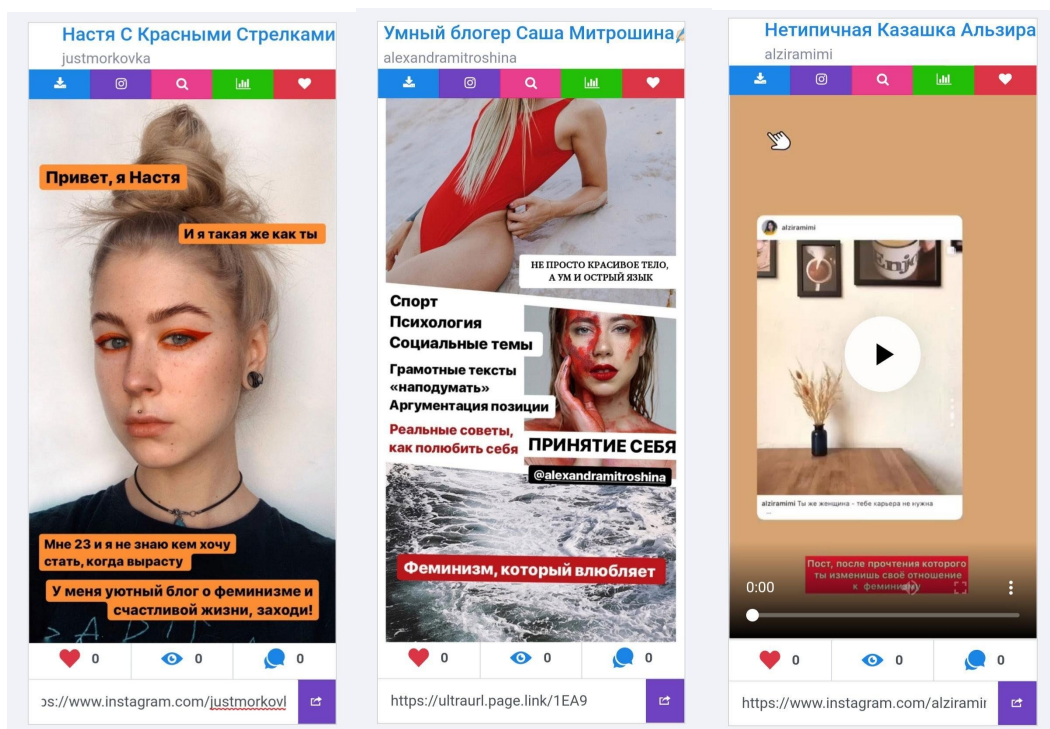 Настя С Красными Стрелками
justmorkovka
Привет, я Настя
И я такая же как ты
Мне 23 и я не знаю кем хочу
стать, когда вырасту
У меня уютный блог о феминизме и
счастливой жизни, заходи!
0
0
0
ɔs://www.instagram.com/justmorkovl
Умный блогер Саша Митрошина✍
alexandramitroshina
НЕ ПРОСТО КРАСИВОЕ ТЕЛО,
А УМ И ОСТРЫЙ ЯЗЫК
Спорт
Психология
Социальные темы
Грамотные тексты
«наподумать»
Аргументация позиции
Реальные советы,
как полюбить себя
ПРИНЯТИЕ СЕБЯ
@alexandramitroshina
Феминизм, который влюбляет
0
0
0
https://ultraurl.page.link/1EA9
Нетипичная Казашка Альзира
alziramimi
alziramimi
Enj
alziramimi Ты же женщина - тебе карьера не нужна
...
Пост, после прочтения которого
ты изменишь своё отношение
к феминизму
0:00
0
0
0
https://www.instagram.com/alziramir